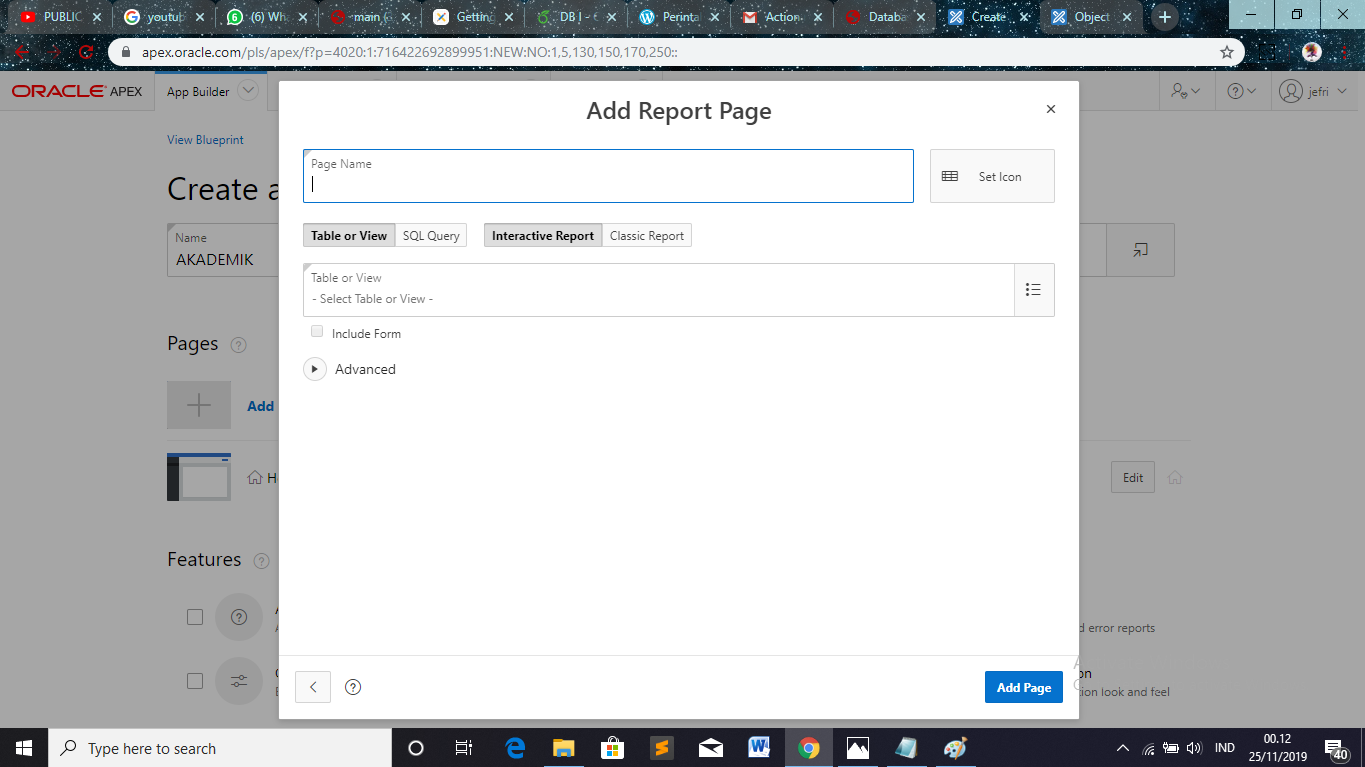 PUBLIC
youtub
(6) Wh
main (
Gettin
DB I -
Perinta
Action
Databa
Create
Object
apex.oracle.com/pls/apex/f?p=4020:1:716422692899951:NEW:NO:1,5,130,150,170,250::
ORACLE APEX
App Builder
jefri
View Blueprint
Add Report Page
Create a
Page Name
Set Icon
Name
AKADEMIK
Table or View
SQL Query
Interactive Report
Classic Report
Table or View
- Select Table or View -
Include Form
Pages
Advanced
Add
H
Edit
Features
d error reports
on
tion look and feel
Add Page
Type here to search
IND
00.12
25/11/2019
40